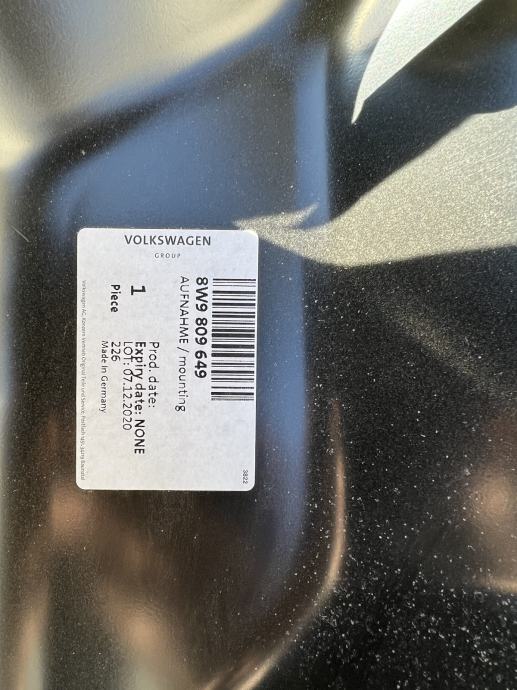 VOLKSWAGEN
GROUP
8W9 809 649
AUFNAHME / mounting
1
Piece
Prod. date:
Expiry date: NONE
LOT: 07.12.2020
226
Made in Germany
3822